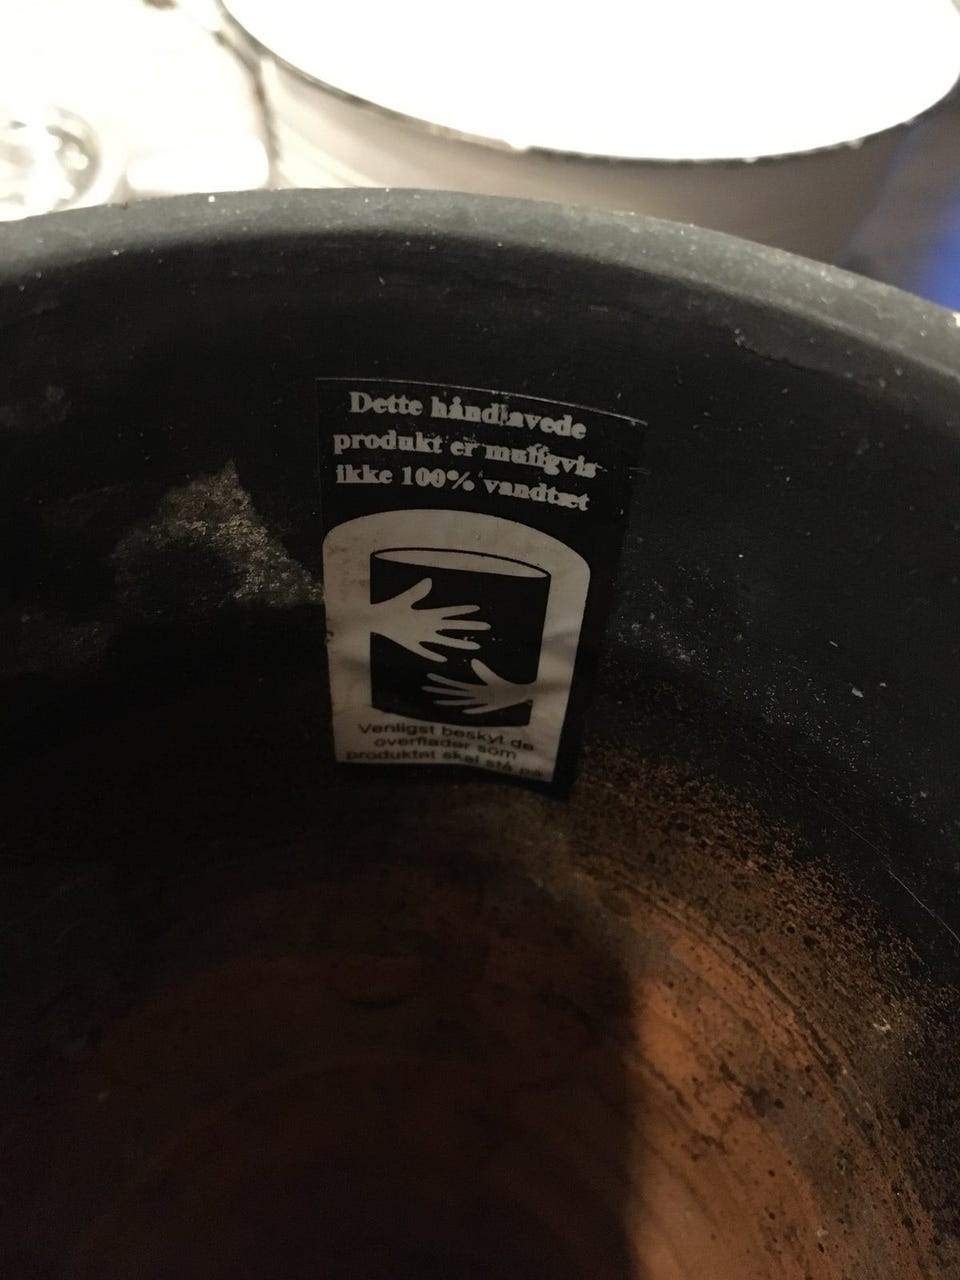 Dette håndlavede
produkt er muligvis
ikke 100% vandtæt
Venligst beskyt de
overflader som
produktet skal stå på